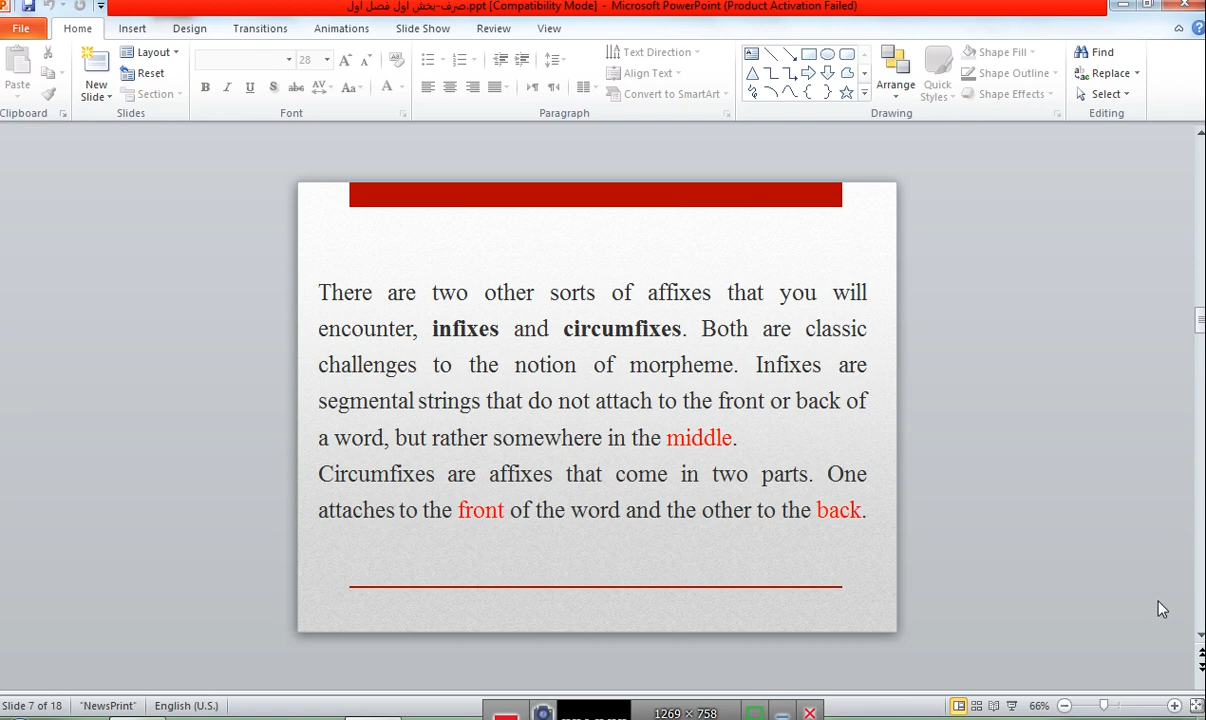 صرف-بخش اول فصل اول.ppt [Compatibility Mode] - Microsoft PowerPoint (Product Activation Failed)
File Home Insert Design Transitions Animations Slide Show Review View
Layout Text Direction Shape Fill Find
28
Reset Align Text Shape Outline Replace
Paste New Slide Section B I U S abc AV Aa A Convert to SmartArt Arrange Quick Styles Shape Effects Select
Clipboard Slides Font Paragraph Drawing Editing
There are two other sorts of affixes that you will
encounter, infixes and circumfixes. Both are classic
challenges to the notion of morpheme. Infixes are
segmental strings that do not attach to the front or back of
a word, but rather somewhere in the middle.
Circumfixes are affixes that come in two parts. One
attaches to the front of the word and the other to the back.
Slide 7 of 18 "NewsPrint" English (U.S.) 66%
1269 × 758